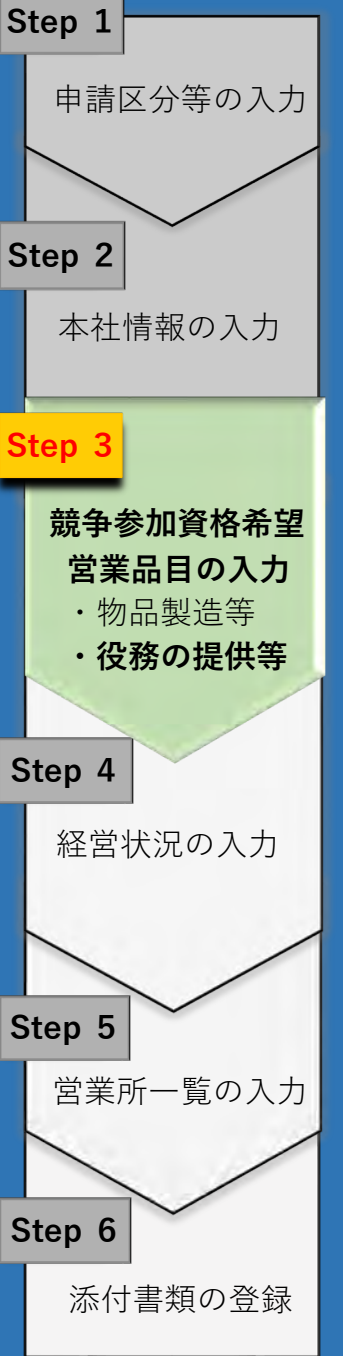 Step 1
申請区分等の入力
Step 2
本社情報の入力
Step 3
競争参加資格希望
営業品目の入力
・物品製造等
・役務の提供等
Step 4
経営状況の入力
Step 5
営業所一覧の入力
Step 6
添付書類の登録